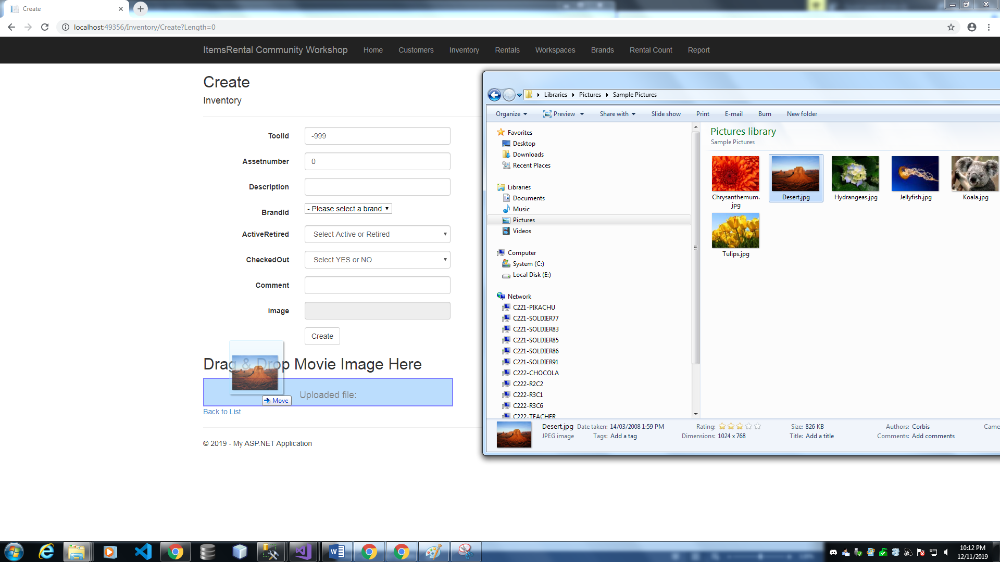 Create
localhost:49356/Inventory/Create?Length=0
ItemsRental Community Workshop Home Customers Inventory Rentals Workspaces Brands Rental Count Report
Create
Inventory
ToolId -999
Assetnumber 0
Description
BrandId - Please select a brand
ActiveRetired Select Active or Retired
CheckedOut Select YES or NO
Comment
image
Create
Drag & Drop Movie Image Here
Uploaded file:
Move
Back to List
© 2019 - My ASP.NET Application
Libraries Pictures Sample Pictures
Organize Preview Share with Slide show Print E-mail Burn New folder
Favorites
Desktop
Downloads
Recent Places
Libraries
Documents
Music
Pictures
Videos
Computer
System (C:)
Local Disk (E:)
Network
C221-PIKACHU
C221-SOLDIER77
C221-SOLDIER83
C221-SOLDIER85
C221-SOLDIER86
C221-SOLDIER91
C222-CHOCOLA
C222-R2C2
C222-R3C1
C222-R3C6
C222-TEACHER
Pictures library
Sample Pictures
Chrysanthemum.
jpg
Desert.jpg
Hydrangeas.jpg
Jellyfish.jpg
Koala.jpg
Tulips.jpg
Desert.jpg Date taken: 14/03/2008 1:59 PM Rating: Size: 826 KB Authors: Corbis Came
JPEG image Tags: Add a tag Dimensions: 1024 x 768 Title: Add a title Comments: Add comments
10:12 PM
12/11/2019